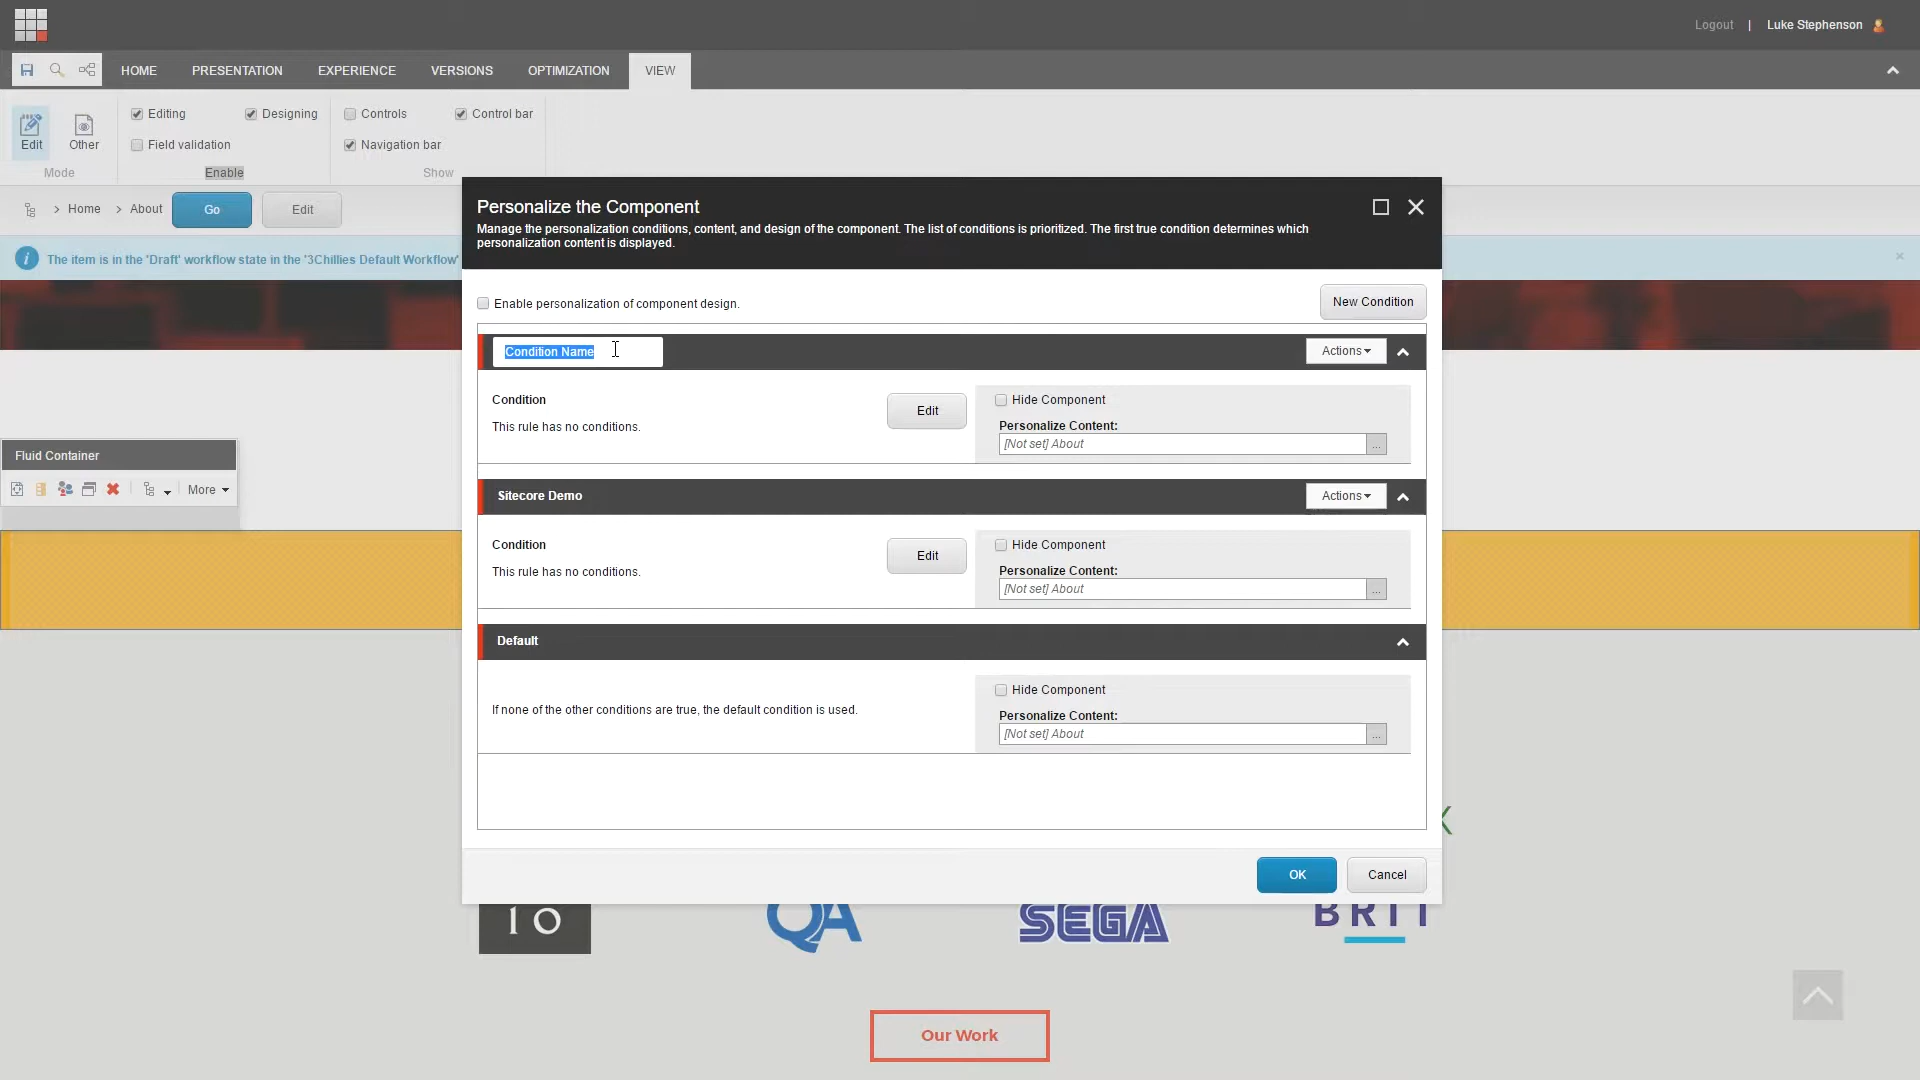 Logout | Luke Stephenson
HOME PRESENTATION EXPERIENCE VERSIONS OPTIMIZATION VIEW
Editing Designing Controls Control bar
Edit Other Field validation Navigation bar
Mode Enable Show
Home About Go Edit
The item is in the 'Draft' workflow state in the '3Chillies Default Workflow'
Personalize the Component
Manage the personalization conditions, content, and design of the component. The list of conditions is prioritized. The first true condition determines which
personalization content is displayed.
Enable personalization of component design. New Condition
Condition Name Actions
Condition Edit Hide Component
This rule has no conditions. Personalize Content:
[Not set] About ...
Fluid Container
More
Sitecore Demo Actions
Condition Edit Hide Component
This rule has no conditions. Personalize Content:
[Not set] About ...
Default
Hide Component
If none of the other conditions are true, the default condition is used. Personalize Content:
[Not set] About ...
OK Cancel
QA SEGA
Our Work